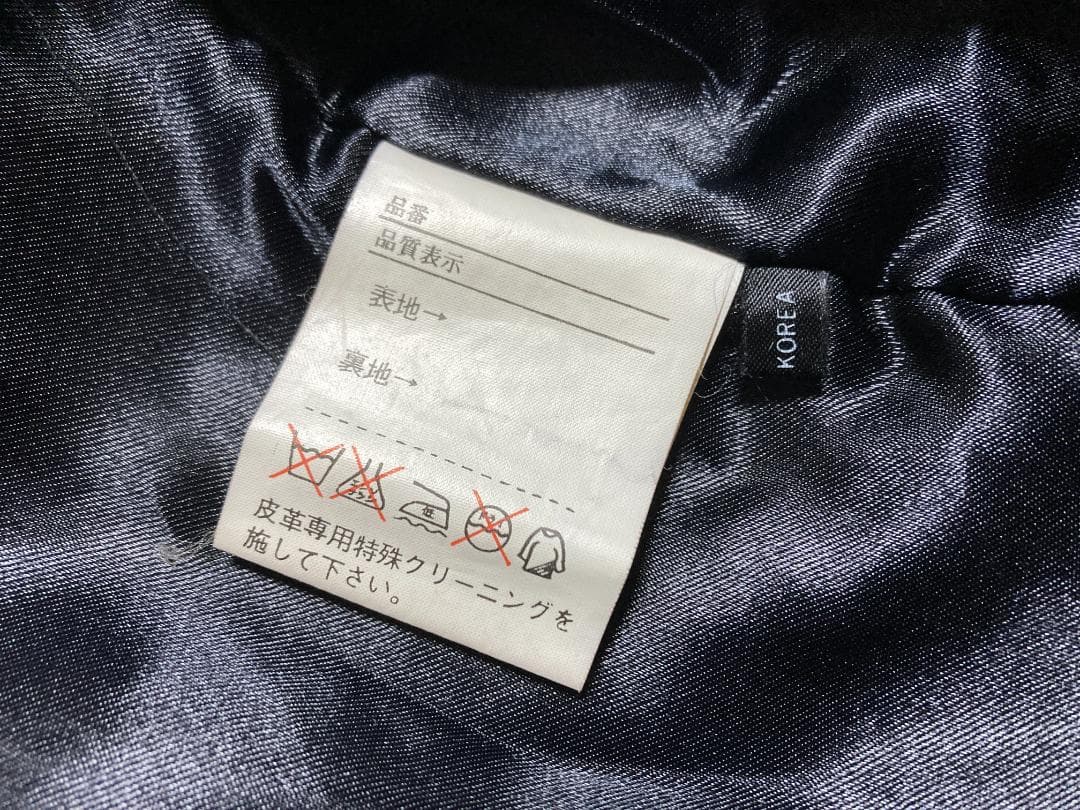 品番
品質表示
表地→
裏地→
低
皮革専用特殊クリーニングを
施して下さい。
KOREA